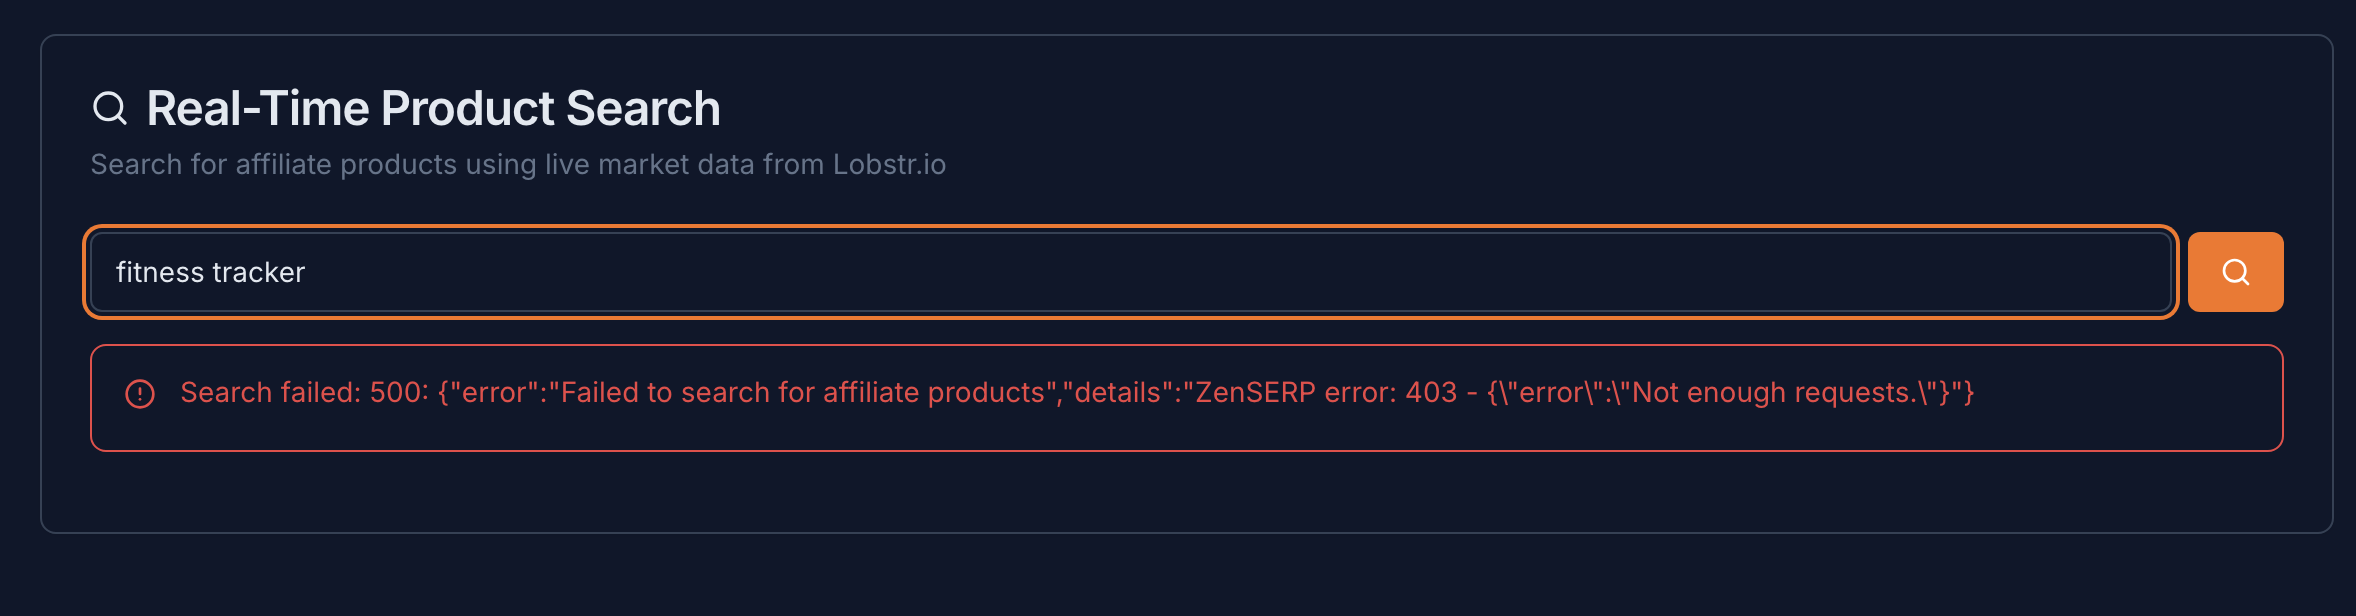 Real-Time Product Search
Search for affiliate products using live market data from Lobstr.io
fitness tracker
Search failed: 500: {"error":"Failed to search for affiliate products","details":"ZenSERP error: 403 - {\"error\":\"Not enough requests.\"}"}